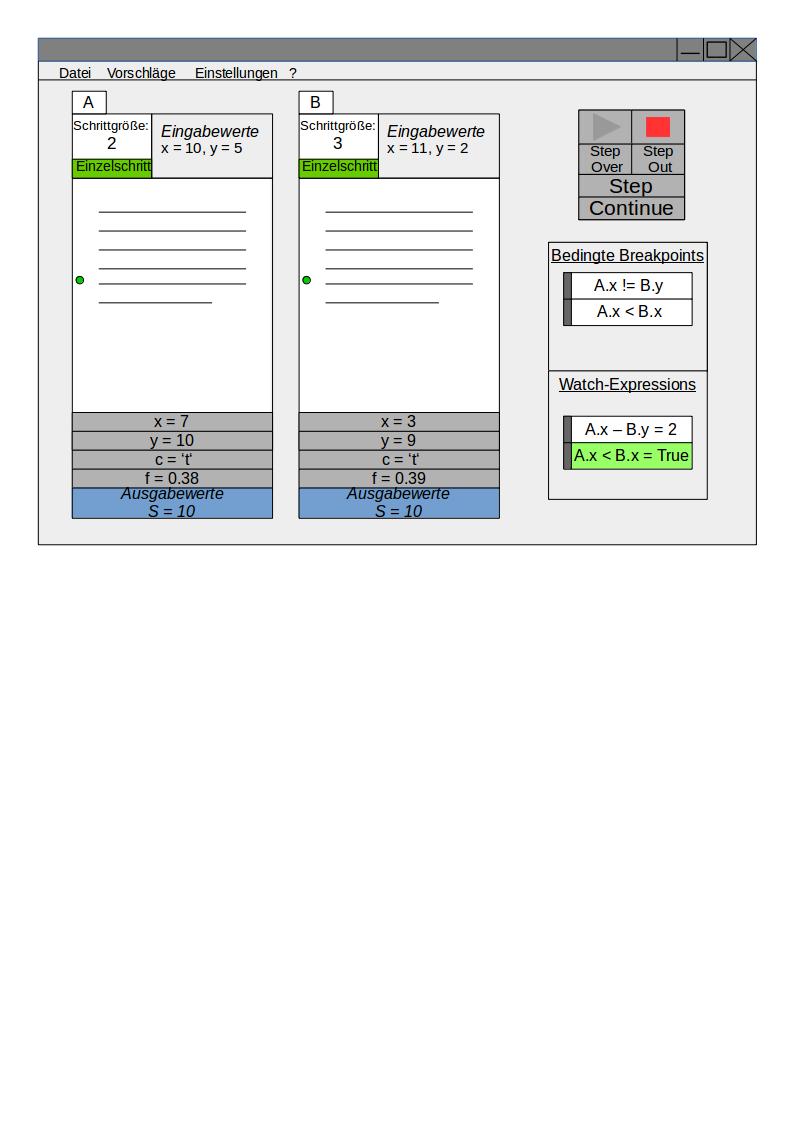 Datei Vorschläge Einstellungen ?
A
Schrittgröße:
2
Einzelschritt
Eingabewerte
x = 10, y = 5
x = 7
y = 10
c = ‘t‘
f = 0.38
Ausgabewerte
S = 10
B
Schrittgröße:
3
Einzelschritt
Eingabewerte
x = 11, y = 2
x = 3
y = 9
c = ‘t‘
f = 0.39
Ausgabewerte
S = 10
Step
Over
Step
Out
Step
Continue
Bedingte Breakpoints
A.x != B.y
A.x < B.x
Watch-Expressions
A.x – B.y = 2
A.x < B.x = True